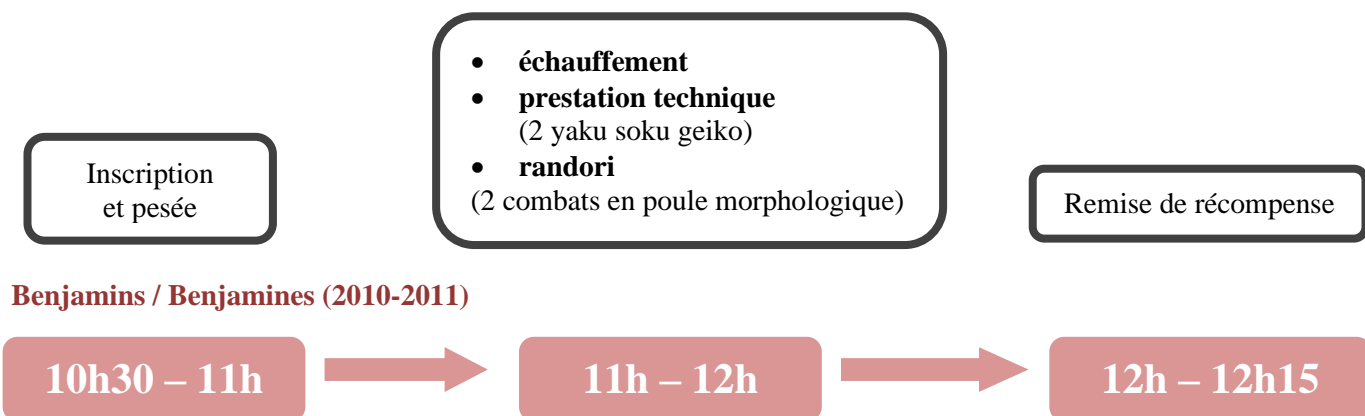 Inscription
et pesée
• échauffement
• prestation technique
(2 yaku soku geiko)
• randori
(2 combats en poule morphologique)
Remise de récompense
Benjamins / Benjamines (2010-2011)
10h30 – 11h
11h – 12h
12h – 12h15